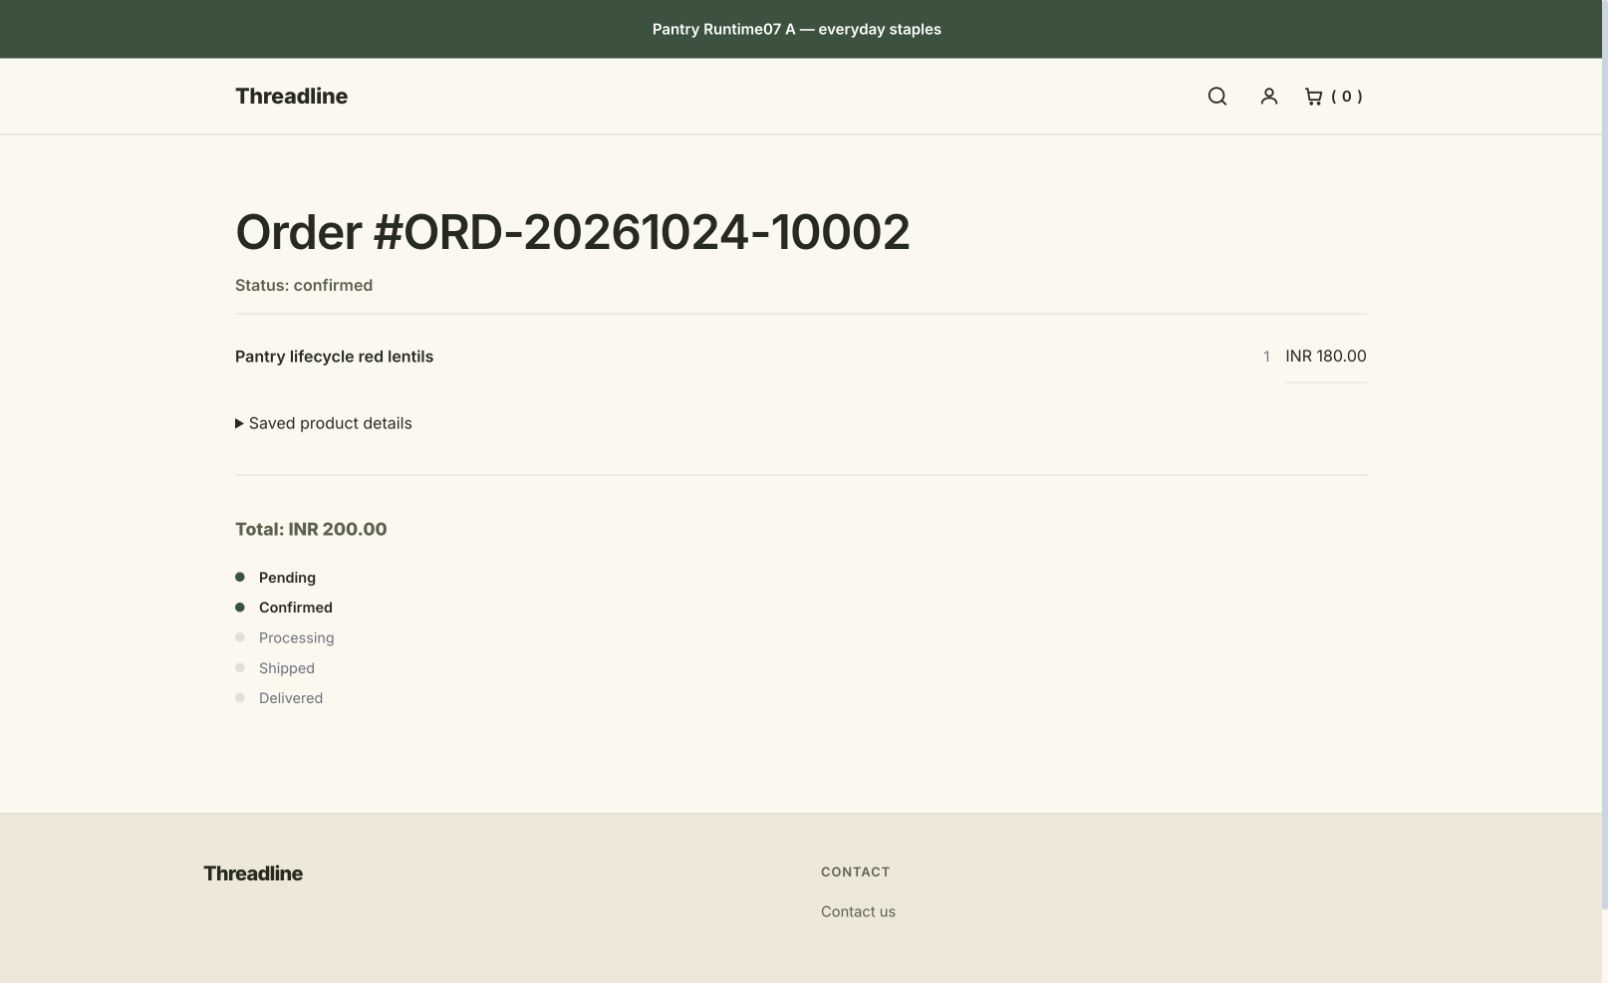 Pantry Runtime07 A — everyday staples
Threadline
( 0 )
Order #ORD-20261024-10002
Status: confirmed
Pantry lifecycle red lentils 1 INR 180.00
Saved product details
Total: INR 200.00
Pending
Confirmed
Processing
Shipped
Delivered
Threadline
CONTACT
Contact us